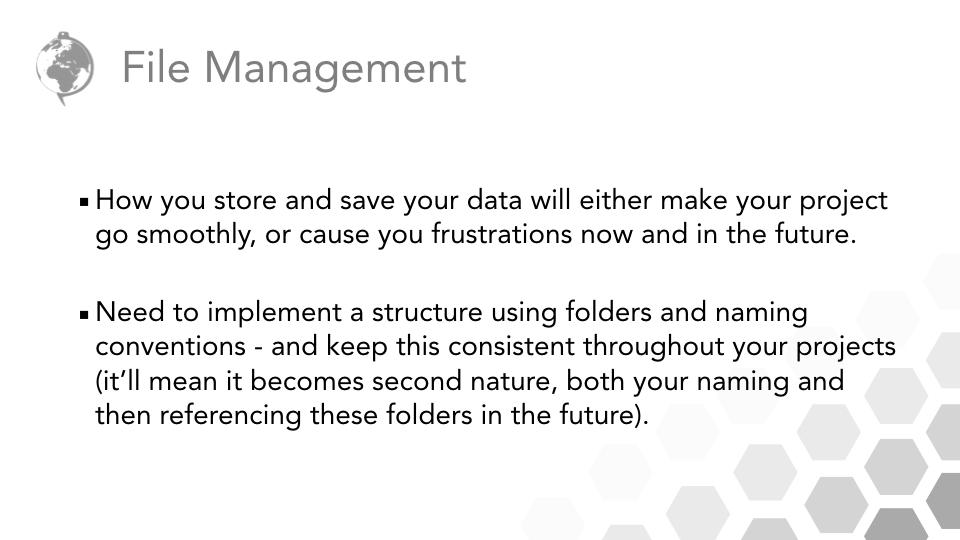 File Management
▪ How you store and save your data will either make your project
go smoothly, or cause you frustrations now and in the future.
▪ Need to implement a structure using folders and naming
conventions - and keep this consistent throughout your projects
(it’ll mean it becomes second nature, both your naming and
then referencing these folders in the future).